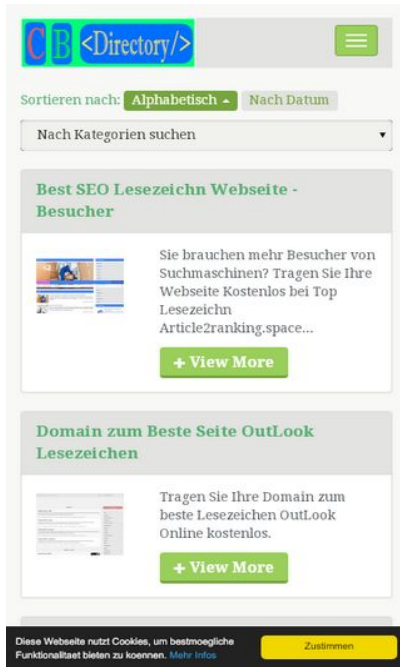 CB <Directory/>
Sortieren nach: Alphabetisch Nach Datum
Nach Kategorien suchen
Best SEO Lesezeichn Webseite -
Besucher
Sie brauchen mehr Besucher von
Suchmaschinen? Tragen Sie Ihre
Webseite Kostenlos bei Top
Lesezeichn
Article2ranking.space...
+ View More
Domain zum Beste Seite OutLook
Lesezeichen
Tragen Sie Ihre Domain zum
beste Lesezeichen OutLook
Online kostenlos.
+ View More
Diese Webseite nutzt Cookies, um bestmoegliche
Funktionalitaet bieten zu koennen. Mehr Infos
Zustimmen